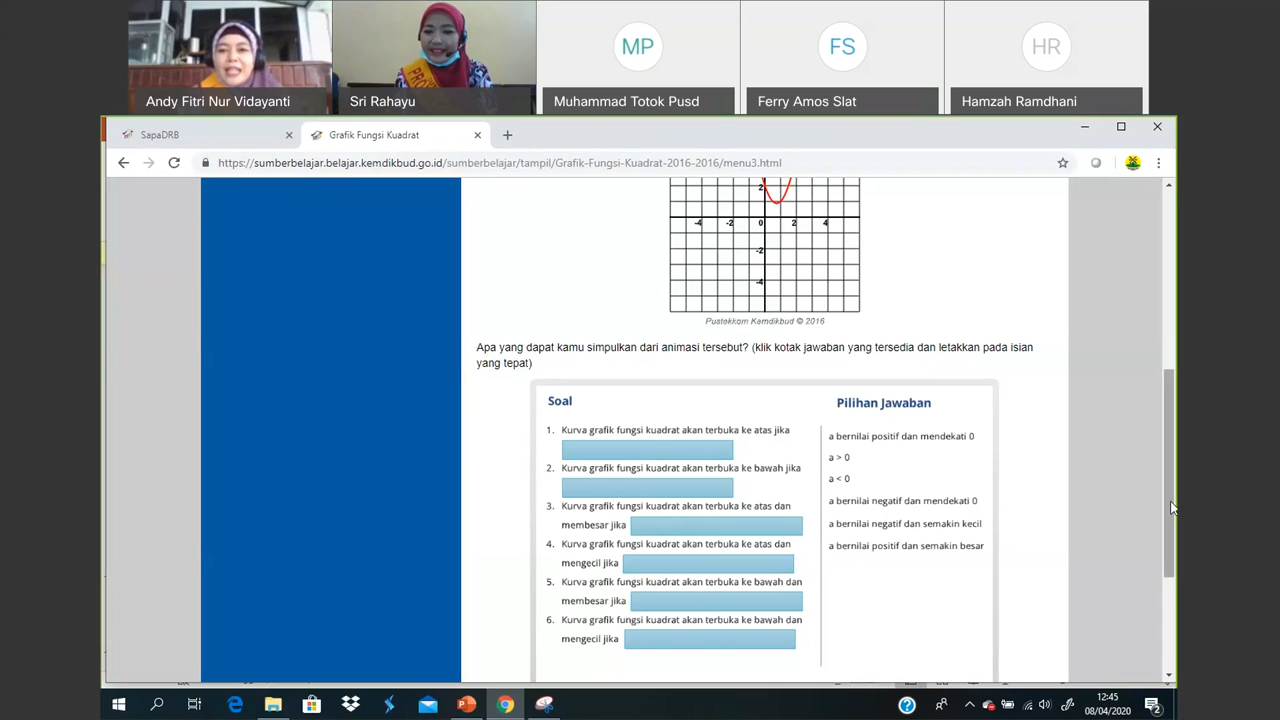 MP
FS
HR
Andy Fitri Nur Vidayanti
Sri Rahayu
Muhammad Totok Pusd
Ferry Amos Slat
Hamzah Ramdhani
SapaDRB
Grafik Fungsi Kuadrat
https://sumberbelajar.belajar.kemdikbud.go.id/sumberbelajar/tampil/Grafik-Fungsi-Kuadrat-2016-2016/menu3.html
2
-4 -2 0 2 4
-2
-4
Pustekkom Kemdikbud © 2016
Apa yang dapat kamu simpulkan dari animasi tersebut? (klik kotak jawaban yang tersedia dan letakkan pada isian
yang tepat)
Soal
1. Kurva grafik fungsi kuadrat akan terbuka ke atas jika
2. Kurva grafik fungsi kuadrat akan terbuka ke bawah jika
3. Kurva grafik fungsi kuadrat akan terbuka ke atas dan
membesar jika
4. Kurva grafik fungsi kuadrat akan terbuka ke atas dan
mengecil jika
5. Kurva grafik fungsi kuadrat akan terbuka ke bawah dan
membesar jika
6. Kurva grafik fungsi kuadrat akan terbuka ke bawah dan
mengecil jika
Pilihan Jawaban
a bernilai positif dan mendekati 0
a > 0
a < 0
a bernilai negatif dan mendekati 0
a bernilai negatif dan semakin kecil
a bernilai positif dan semakin besar
12:45
08/04/2020
2